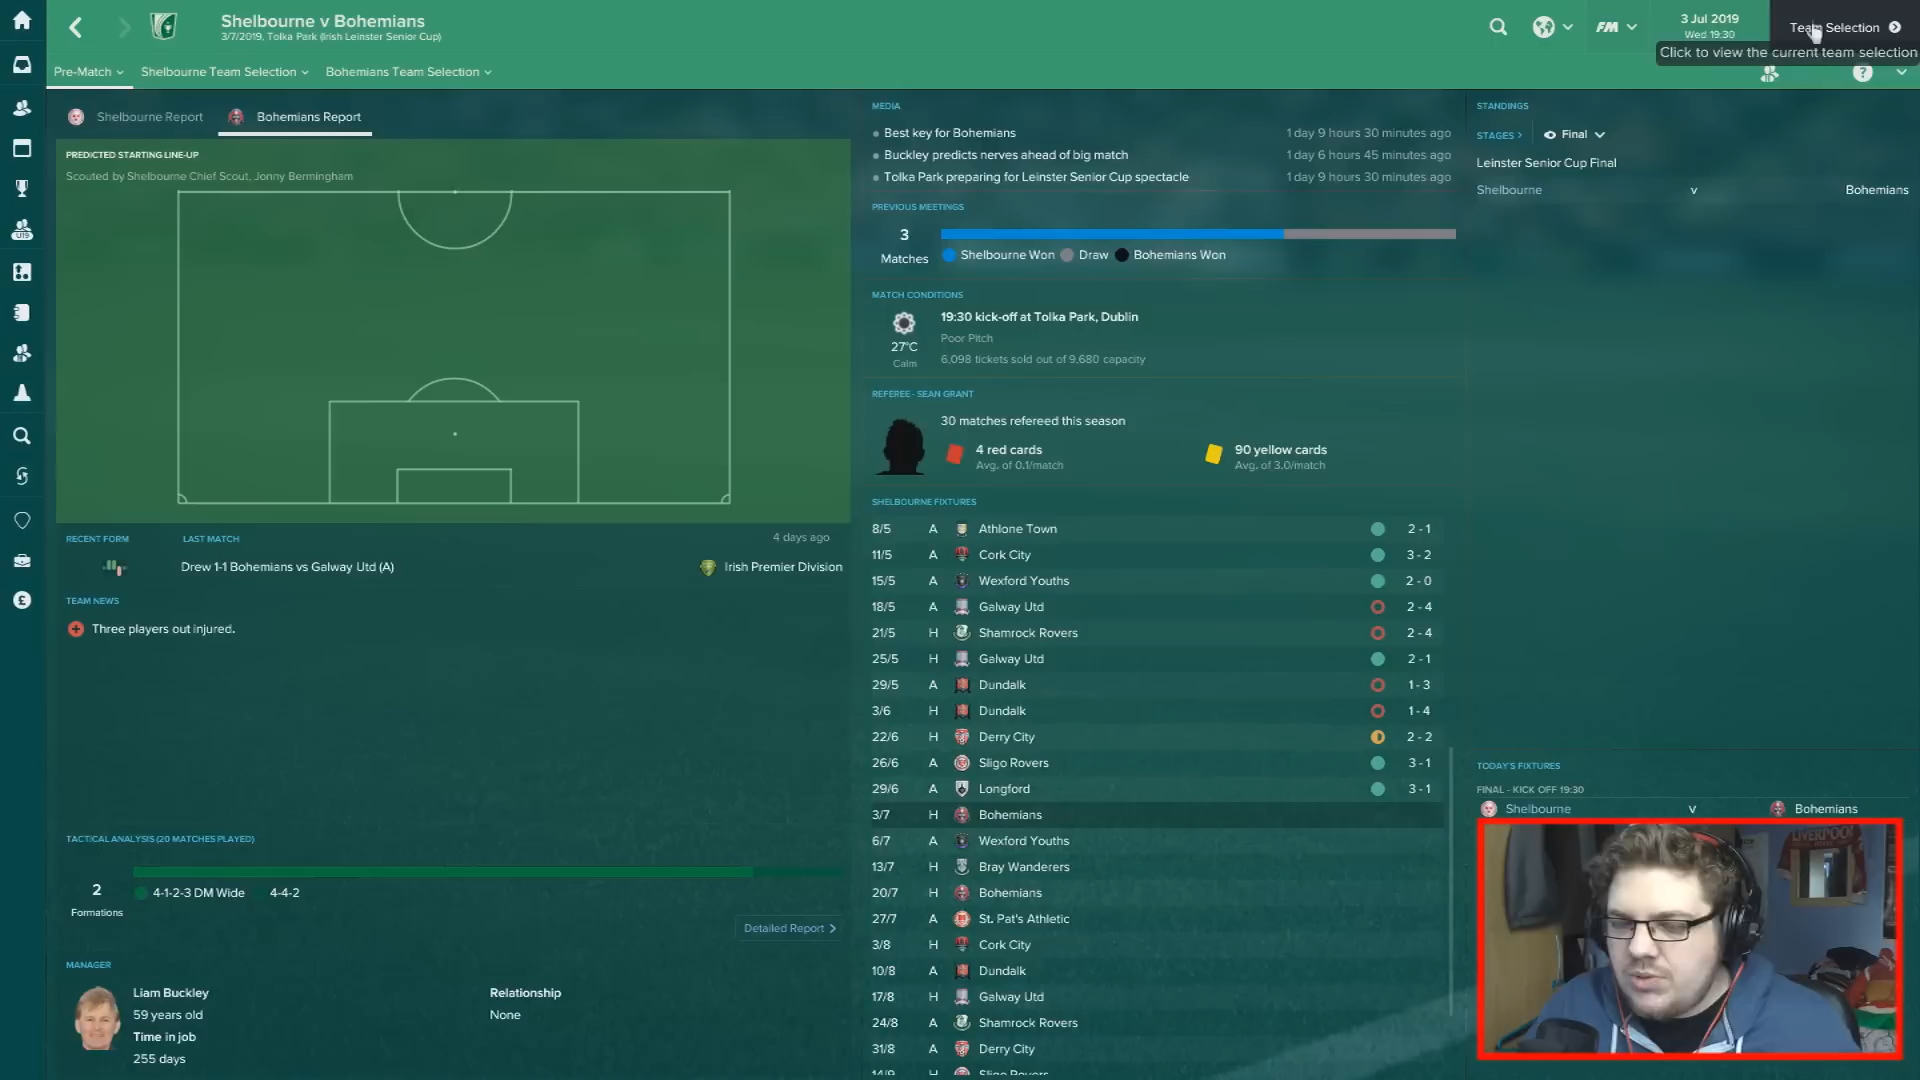 Shelbourne v Bohemians
3/7/2019, Tolka Park (Irish Leinster Senior Cup)
FM
3 Jul 2019
Wed 19:30
Team Selection
Click to view the current team selection
Pre-Match
Shelbourne Team Selection
Bohemians Team Selection
?
U19
£
Shelbourne Report
Bohemians Report
PREDICTED STARTING LINE-UP
Scouted by Shelbourne Chief Scout, Jonny Bermingham
RECENT FORM
LAST MATCH
4 days ago
Drew 1-1 Bohemians vs Galway Utd (A)
Irish Premier Division
TEAM NEWS
Three players out injured.
TACTICAL ANALYSIS (20 MATCHES PLAYED)
2
Formations
4-1-2-3 DM Wide
4-4-2
Detailed Report >
MANAGER
Liam Buckley
59 years old
Time in job
255 days
Relationship
None
MEDIA
Best key for Bohemians 1 day 9 hours 30 minutes ago
Buckley predicts nerves ahead of big match 1 day 6 hours 45 minutes ago
Tolka Park preparing for Leinster Senior Cup spectacle 1 day 9 hours 30 minutes ago
PREVIOUS MEETINGS
3
Matches
Shelbourne Won
Draw
Bohemians Won
MATCH CONDITIONS
27°C
Calm
19:30 kick-off at Tolka Park, Dublin
Poor Pitch
6,098 tickets sold out of 9,680 capacity
REFEREE - SEAN GRANT
30 matches refereed this season
4 red cards
Avg. of 0.1/match
90 yellow cards
Avg. of 3.0/match
SHELBOURNE FIXTURES
8/5 A Athlone Town 2 - 1
11/5 A Cork City 3 - 2
15/5 A Wexford Youths 2 - 0
18/5 A Galway Utd 2 - 4
21/5 H Shamrock Rovers 2 - 4
25/5 H Galway Utd 2 - 1
29/5 A Dundalk 1 - 3
3/6 H Dundalk 1 - 4
22/6 H Derry City 2 - 2
26/6 A Sligo Rovers 3 - 1
29/6 A Longford 3 - 1
3/7 H Bohemians
6/7 A Wexford Youths
13/7 H Bray Wanderers
20/7 H Bohemians
27/7 A St. Pat's Athletic
3/8 H Cork City
10/8 A Dundalk
17/8 H Galway Utd
24/8 A Shamrock Rovers
31/8 A Derry City
14/9 H Sligo Rovers
STANDINGS
STAGES >
Final
Leinster Senior Cup Final
Shelbourne v Bohemians
TODAY'S FIXTURES
FINAL - KICK OFF 19:30
Shelbourne v Bohemians
LIVERPOOL